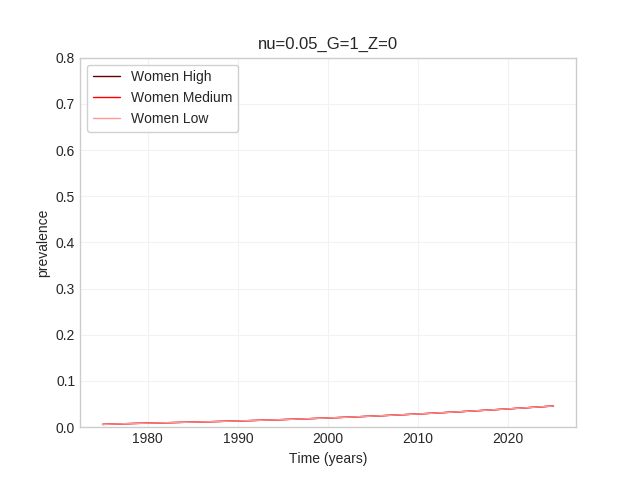 nu=0.05_G=1_Z=0
Women High
Women Medium
Women Low
prevalence
0.8
0.7
0.6
0.5
0.4
0.3
0.2
0.1
0.0
1980 1990 2000 2010 2020
Time (years)